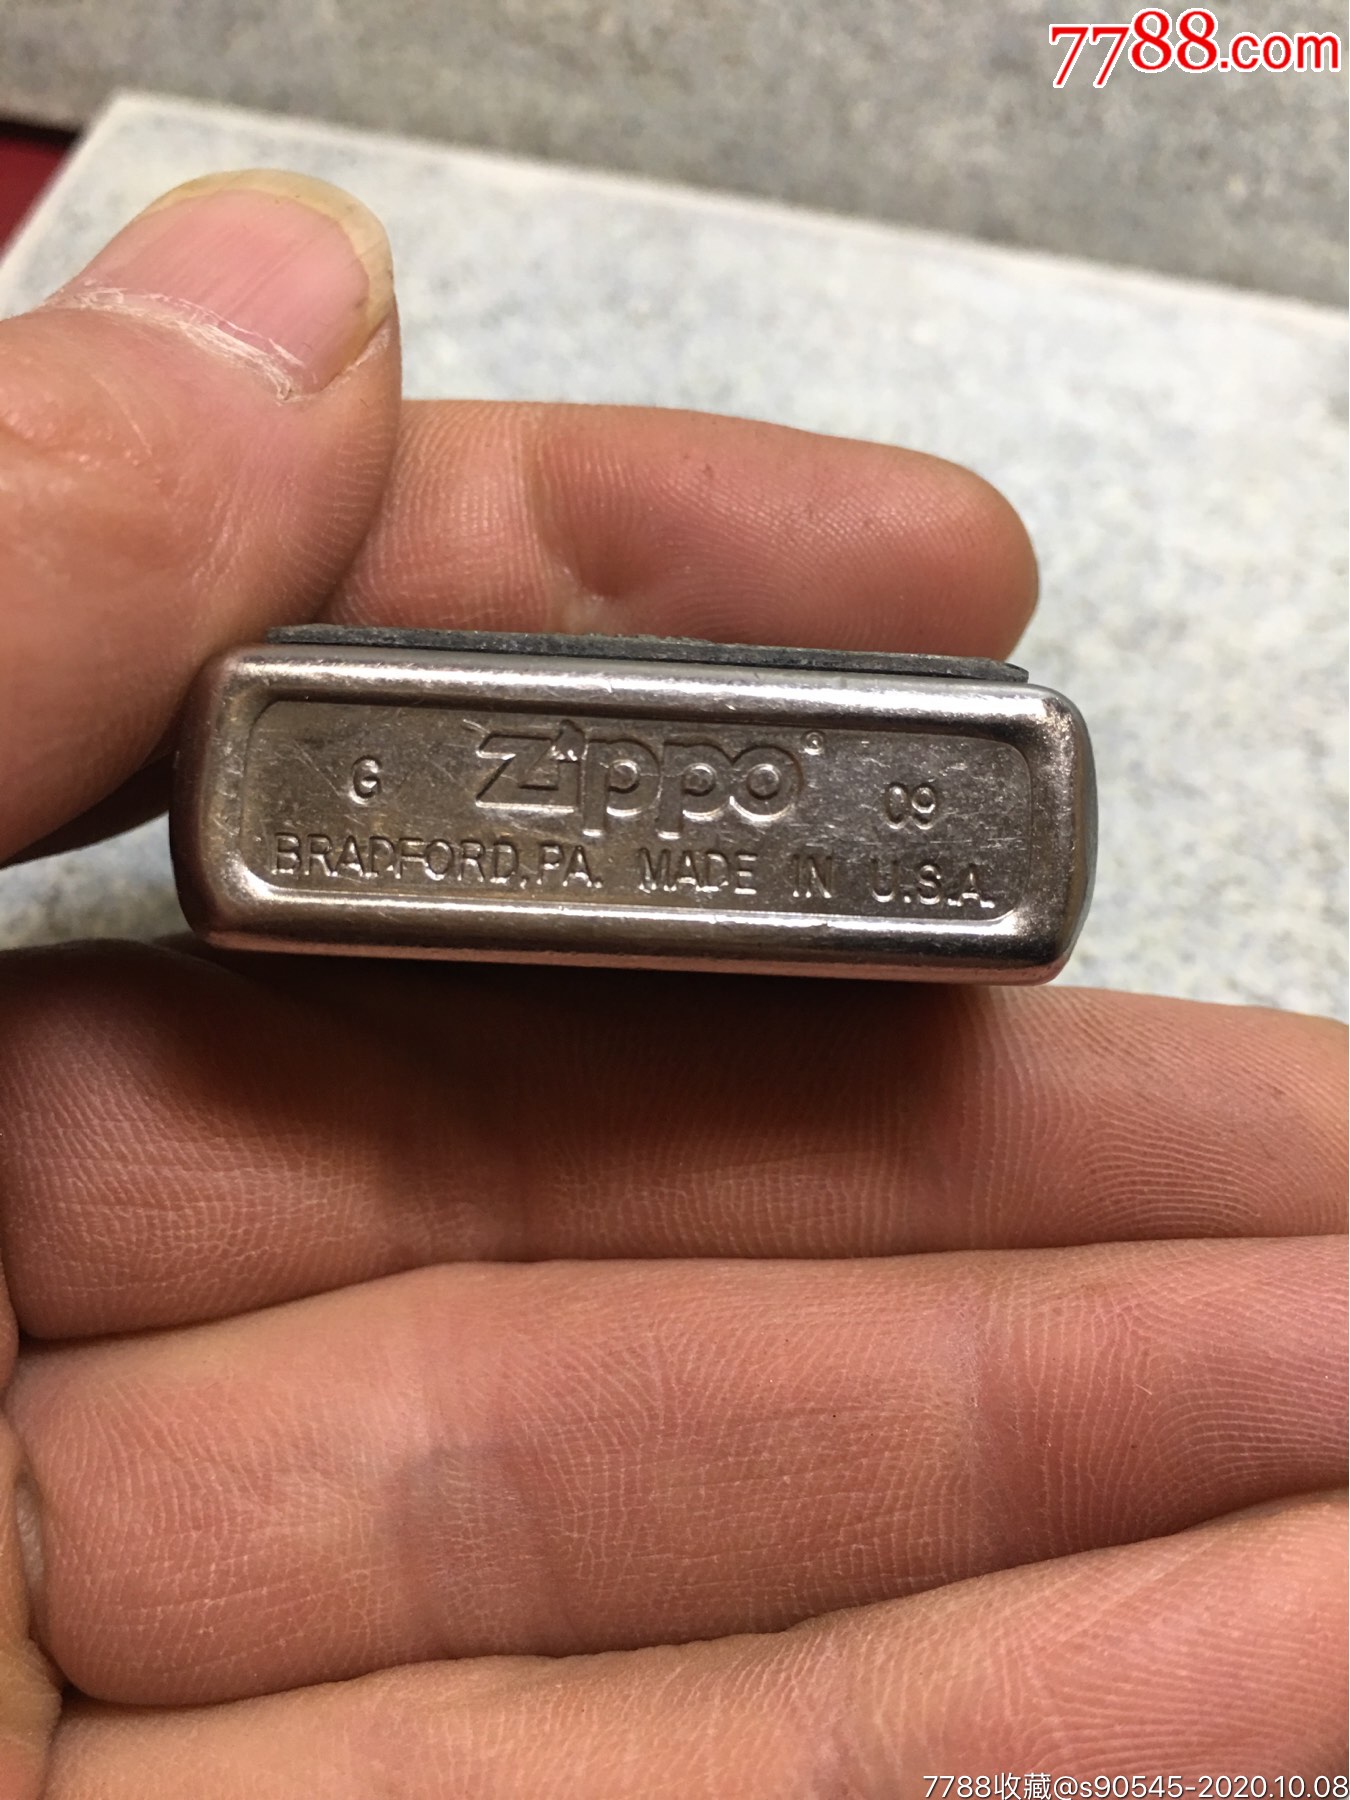 7788.com
G Zippo® 09
BRADFORD, PA. MADE IN U.S.A.
7788收藏@s90545-2020.10.08